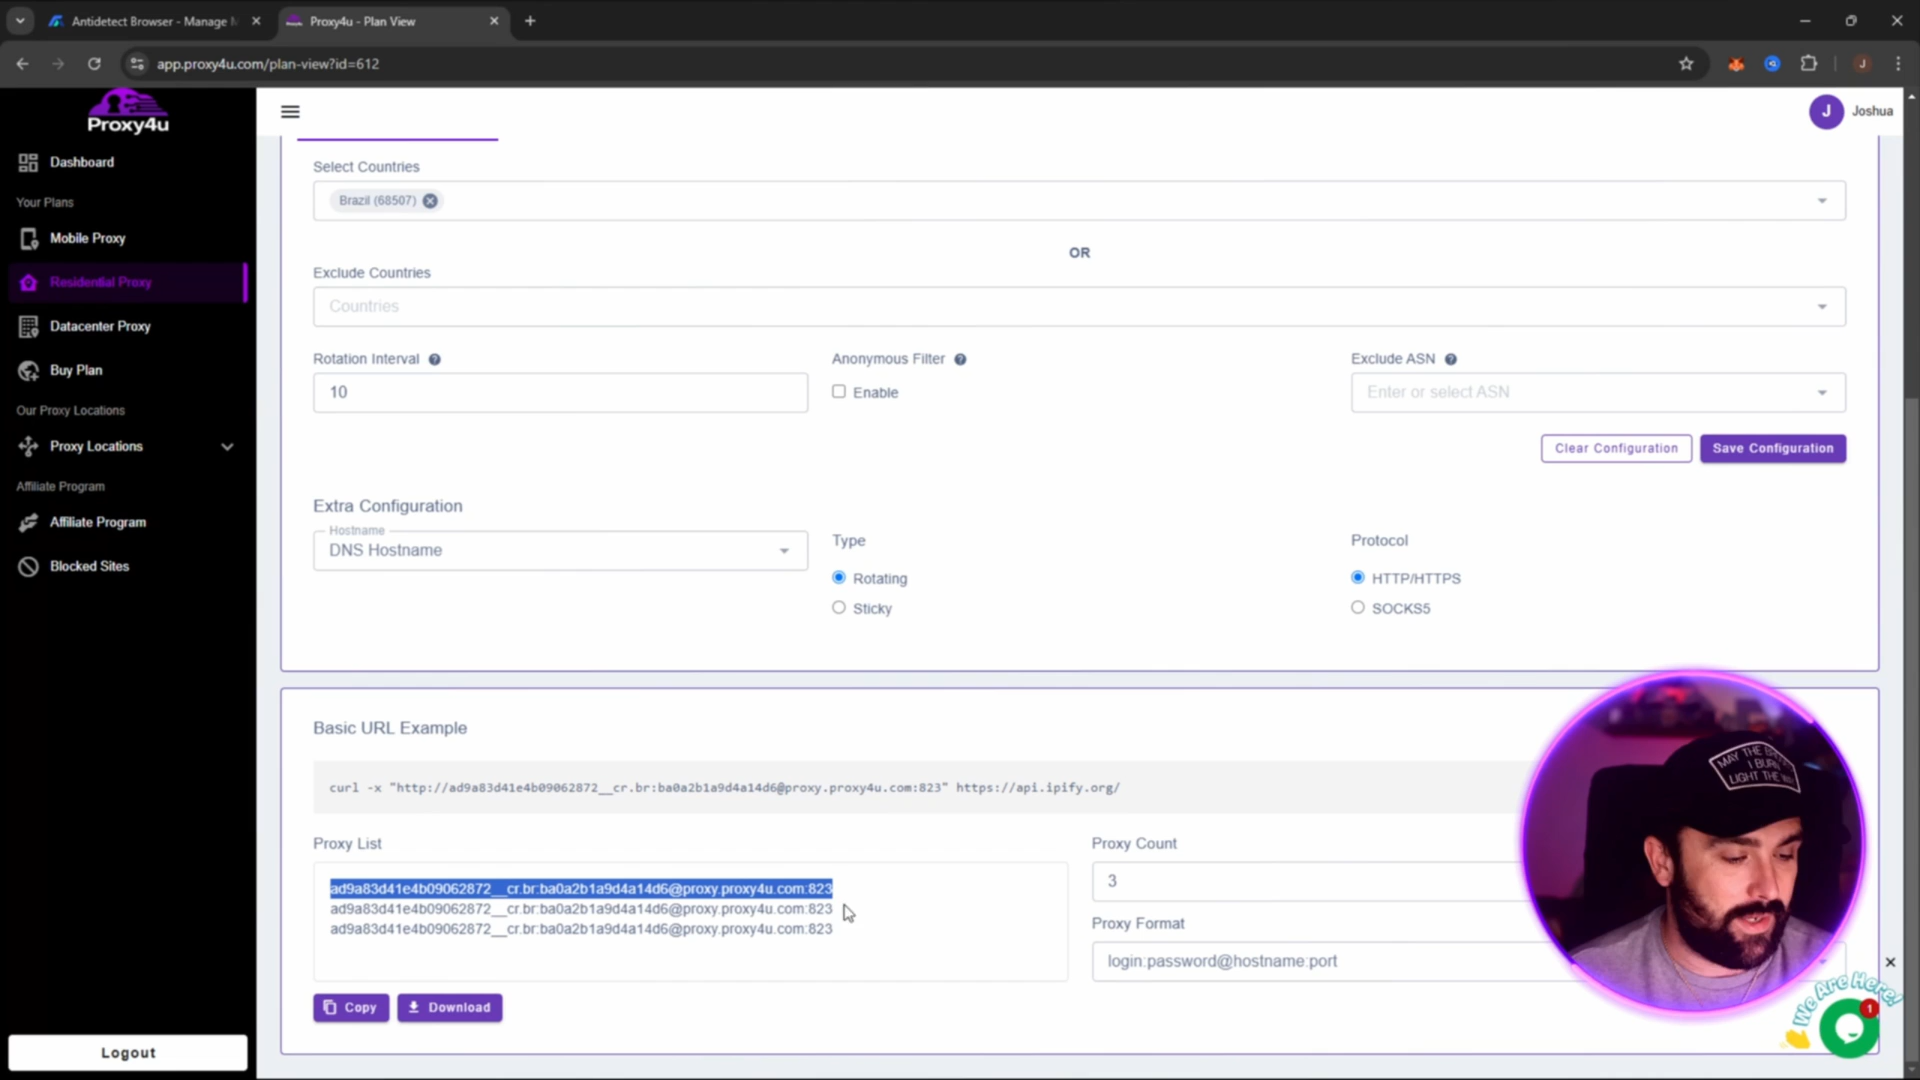 Antidetect Browser - Manage M
Proxy4u - Plan View
app.proxy4u.com/plan-view?id=612
J
Proxy4u
J Joshua
Dashboard
Your Plans
Mobile Proxy
Residential Proxy
Datacenter Proxy
Buy Plan
Our Proxy Locations
Proxy Locations
Affiliate Program
Affiliate Program
Blocked Sites
Logout
Select Countries
Brazil (68507)
OR
Exclude Countries
Countries
Rotation Interval
10
Anonymous Filter
Enable
Exclude ASN
Enter or select ASN
Clear Configuration
Save Configuration
Extra Configuration
Hostname
DNS Hostname
Type
Rotating
Sticky
Protocol
HTTP/HTTPS
SOCKS5
Basic URL Example
curl -x "http://ad9a83d41e4b09062872__cr.br:ba0a2b1a9d4a14d6@proxy.proxy4u.com:823" https://api.ipify.org/
Proxy List
ad9a83d41e4b09062872__cr.br:ba0a2b1a9d4a14d6@proxy.proxy4u.com:823
ad9a83d41e4b09062872__cr.br:ba0a2b1a9d4a14d6@proxy.proxy4u.com:823
ad9a83d41e4b09062872__cr.br:ba0a2b1a9d4a14d6@proxy.proxy4u.com:823
Copy
Download
Proxy Count
3
Proxy Format
login:password@hostname:port
MAY THE
I BURN
LIGHT THE
We Are Here!
1